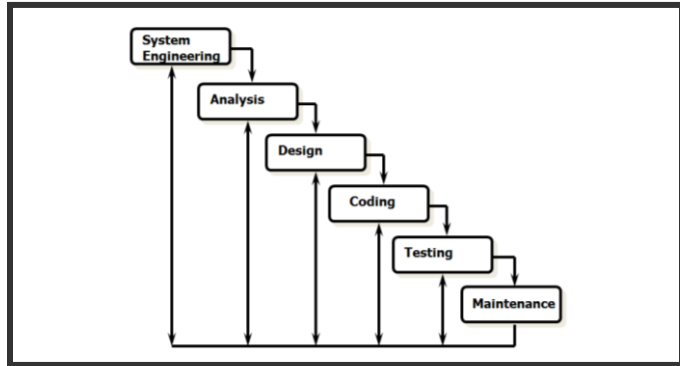 System
Engineering
Analysis
Design
Coding
Testing
Maintenance